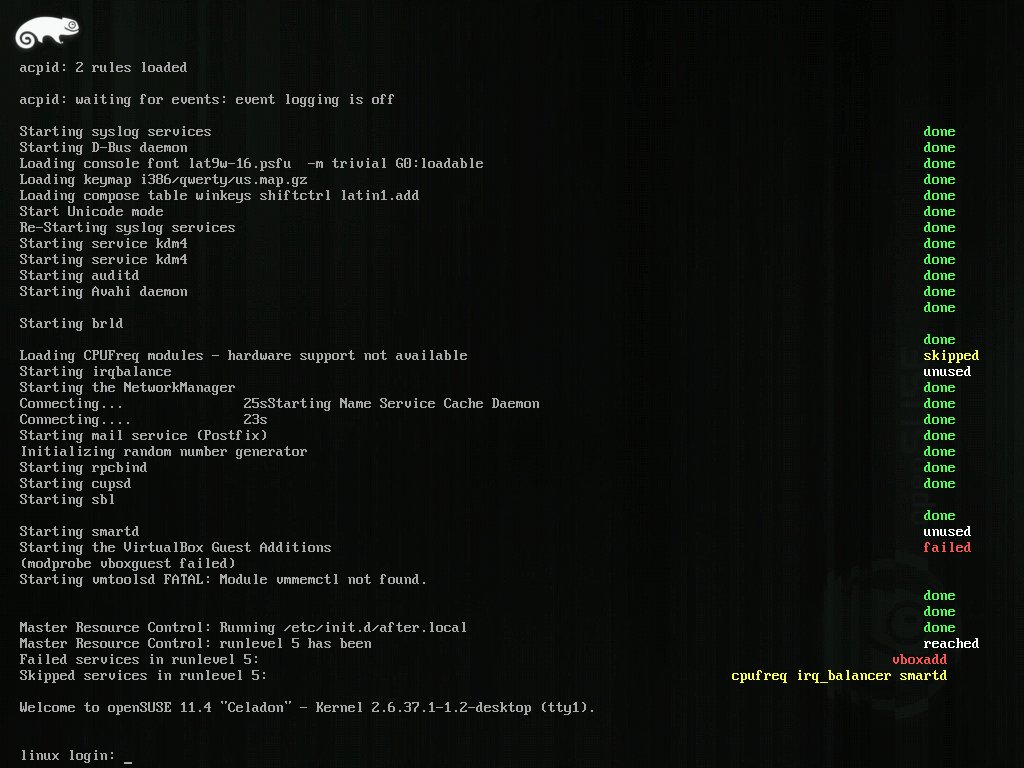 acpid: 2 rules loaded
acpid: waiting for events: event logging is off
Starting syslog services done
Starting D-Bus daemon done
Loading console font lat9w-16.psfu  -m trivial G0:loadable done
Loading keymap i386/qwerty/us.map.gz done
Loading compose table winkeys shiftctrl latin1.add done
Start Unicode mode done
Re-Starting syslog services done
Starting service kdm4 done
Starting service kdm4 done
Starting auditd done
Starting Avahi daemon done
done
Starting brld
done
Loading CPUFreq modules - hardware support not available skipped
Starting irqbalance unused
Starting the NetworkManager done
Connecting... 25sStarting Name Service Cache Daemon done
Connecting.... 23s done
Starting mail service (Postfix) done
Initializing random number generator done
Starting rpcbind done
Starting cupsd done
Starting sbl
done
Starting smartd unused
Starting the VirtualBox Guest Additions failed
(modprobe vboxguest failed)
Starting vmtoolsd FATAL: Module vmmemctl not found.
done
done
Master Resource Control: Running /etc/init.d/after.local done
Master Resource Control: runlevel 5 has been reached
Failed services in runlevel 5: vboxadd
Skipped services in runlevel 5: cpufreq irq_balancer smartd
Welcome to openSUSE 11.4 "Celadon" - Kernel 2.6.37.1-1.2-desktop (tty1).
linux login: _